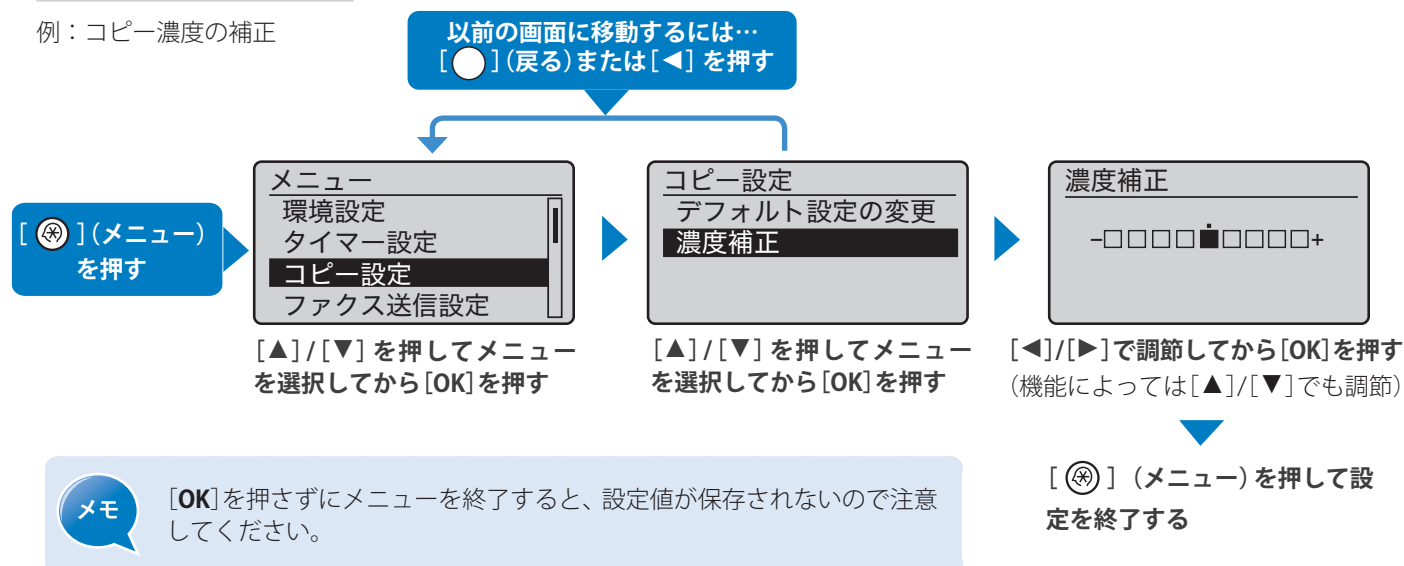 例：コピー濃度の補正
以前の画面に移動するには…
[◯](戻る)または[◀] を押す
[ ](メニュー)
を押す
メニュー
環境設定
タイマー設定
コピー設定
ファクス送信設定
[▲]/[▼] を押してメニュー
を選択してから[OK]を押す
コピー設定
デフォルト設定の変更
濃度補正
[▲]/[▼] を押してメニュー
を選択してから[OK]を押す
濃度補正
-□□□□■□□□□+
[◀]/[▶]で調節してから[OK]を押す
（機能によっては[▲]/[▼]でも調節）
[ ]（メニュー）を押して設
定を終了する
メモ
[OK]を押さずにメニューを終了すると、設定値が保存されないので注意
してください。